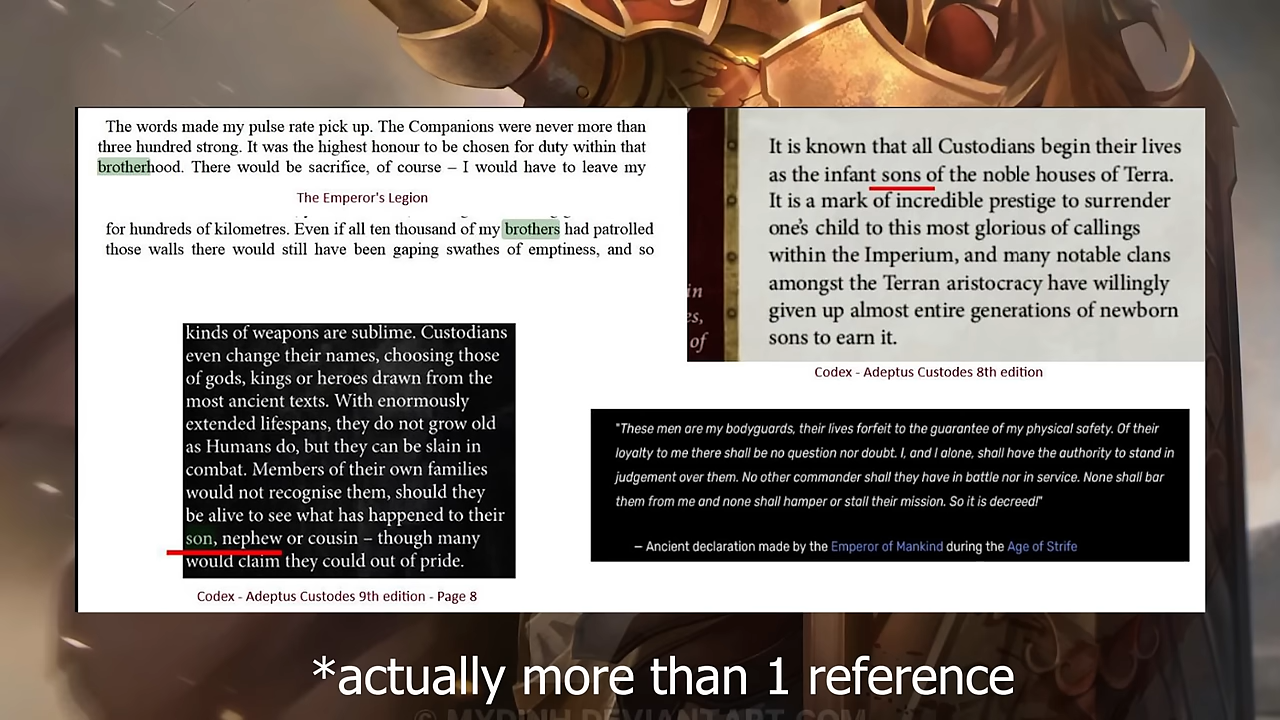 The words made my pulse rate pick up. The Companions were never more than
three hundred strong. It was the highest honour to be chosen for duty within that
brotherhood. There would be sacrifice, of course – I would have to leave my
The Emperor's Legion
for hundreds of kilometres. Even if all ten thousand of my brothers had patrolled
those walls there would still have been gaping swathes of emptiness, and so
kinds of weapons are sublime. Custodians
even change their names, choosing those
of gods, kings or heroes drawn from the
most ancient texts. With enormously
extended lifespans, they do not grow old
as Humans do, but they can be slain in
combat. Members of their own families
would not recognise them, should they
be alive to see what has happened to their
son, nephew or cousin – though many
would claim they could out of pride.
Codex - Adeptus Custodes 9th edition - Page 8
in
es,
of
It is known that all Custodians begin their lives
as the infant sons of the noble houses of Terra.
It is a mark of incredible prestige to surrender
one's child to this most glorious of callings
within the Imperium, and many notable clans
amongst the Terran aristocracy have willingly
given up almost entire generations of newborn
sons to earn it.
Codex - Adeptus Custodes 8th edition
"These men are my bodyguards, their lives forfeit to the guarantee of my physical safety. Of their
loyalty to me there shall be no question nor doubt. I, and I alone, shall have the authority to stand in
judgement over them. No other commander shall they have in battle nor in service. None shall bar
them from me and none shall hamper or stall their mission. So it is decreed!"
— Ancient declaration made by the Emperor of Mankind during the Age of Strife
*actually more than 1 reference
© MYDINH.DEVIANTART.COM